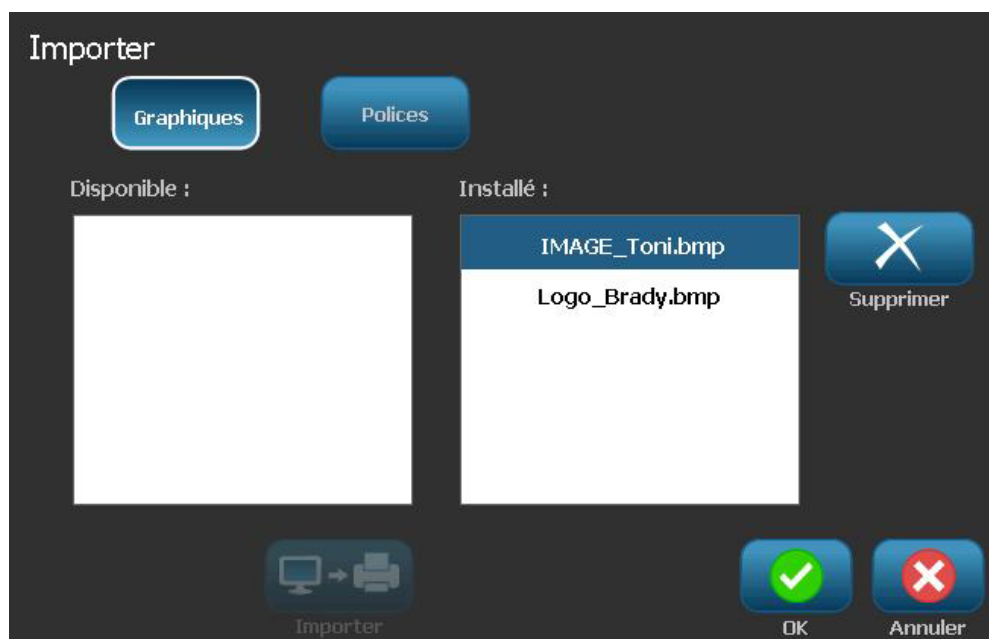 Importer
Graphiques
Polices
Disponible :
Installé :
IMAGE_Toni.bmp
Logo_Brady.bmp
Supprimer
Importer
OK
Annuler